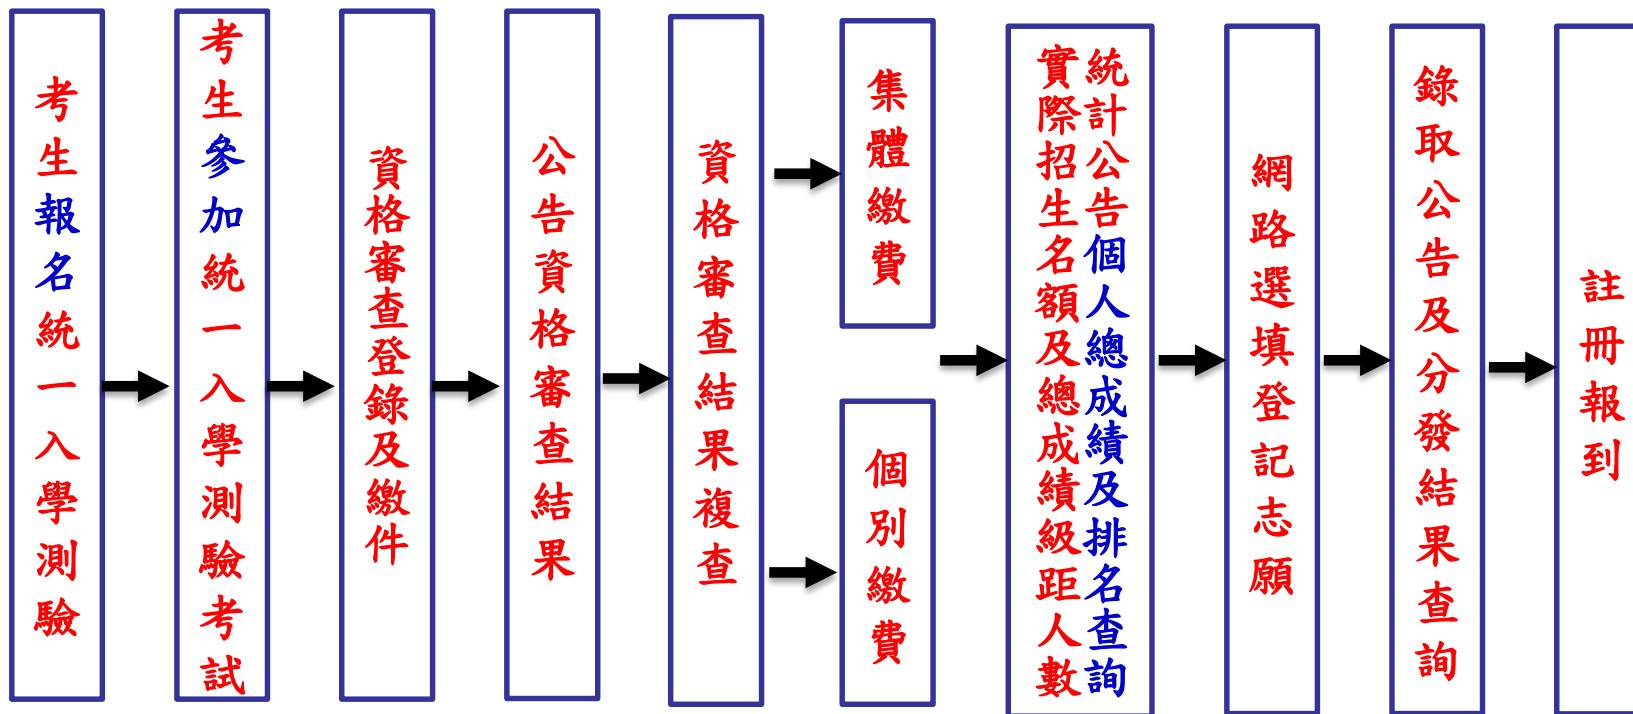 考生報名統一入學測驗
考生參加統一入學測驗考試
資格審查登錄及繳件
公告資格審查結果
資格審查結果複查
集體繳費
個別繳費
統計公告個人總成績及排名查詢
實際招生名額及總成績級距人數
網路選填登記志願
錄取公告及分發結果查詢
註冊報到